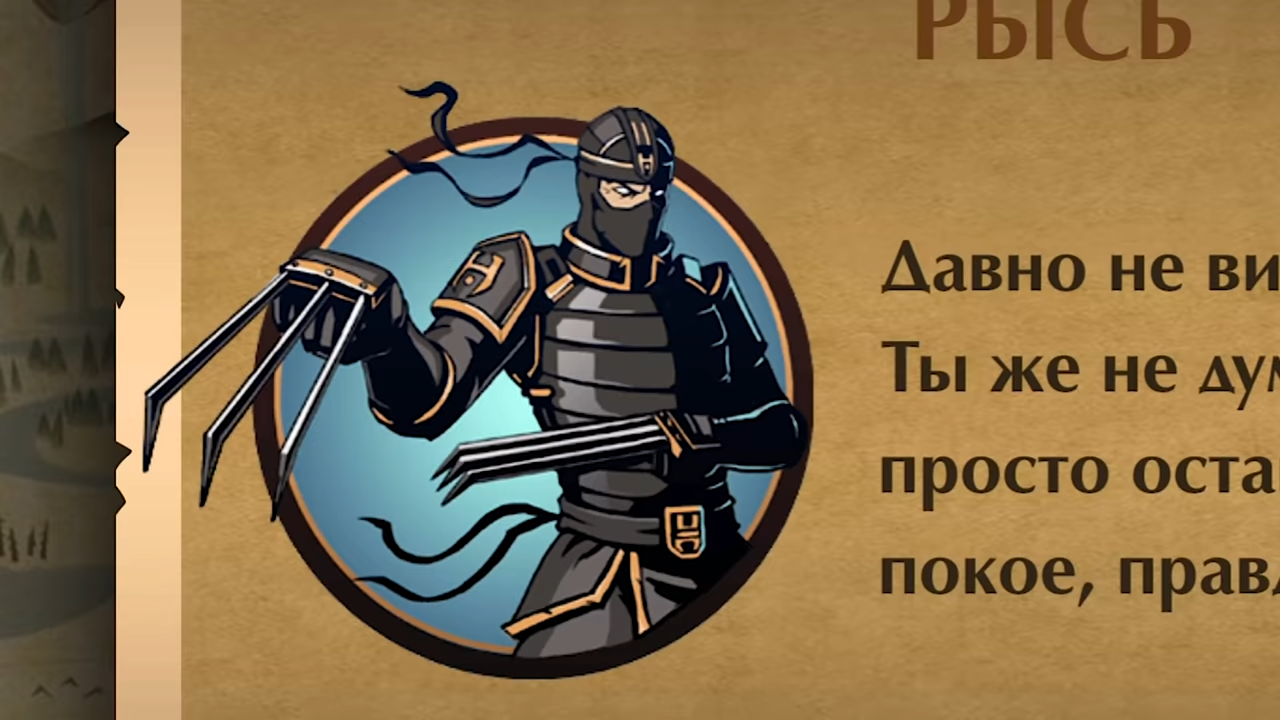 РЫСЬ
Давно не ви
Ты же не ду
просто оста
покое, прав